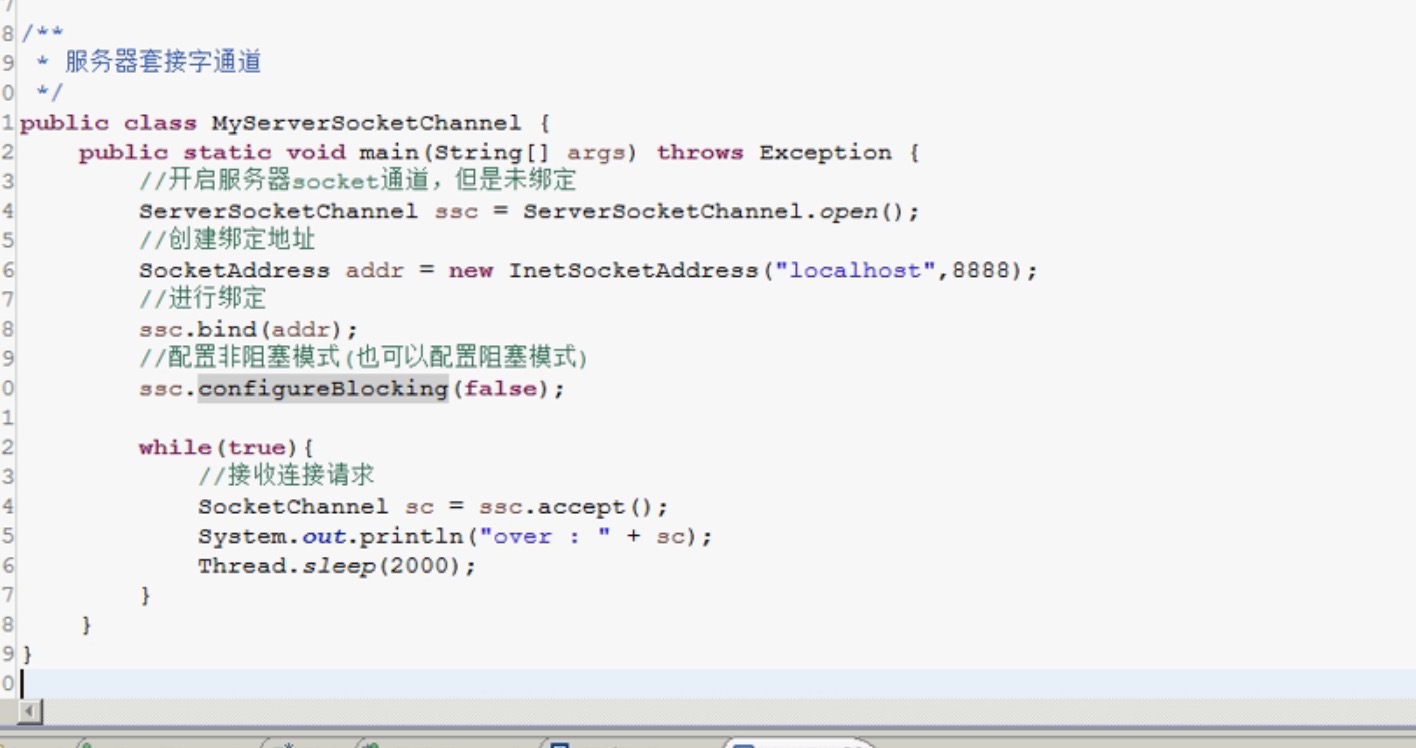 7
8 /**
9  * 服务器套接字通道
0  */
1 public class MyServerSocketChannel {
2     public static void main(String[] args) throws Exception {
3         //开启服务器socket通道，但是未绑定
4         ServerSocketChannel ssc = ServerSocketChannel.open();
5         //创建绑定地址
6         SocketAddress addr = new InetSocketAddress("localhost",8888);
7         //进行绑定
8         ssc.bind(addr);
9         //配置非阻塞模式(也可以配置阻塞模式)
0         ssc.configureBlocking(false);
1
2         while(true){
3             //接收连接请求
4             SocketChannel sc = ssc.accept();
5             System.out.println("over : " + sc);
6             Thread.sleep(2000);
7         }
8     }
9 }
0